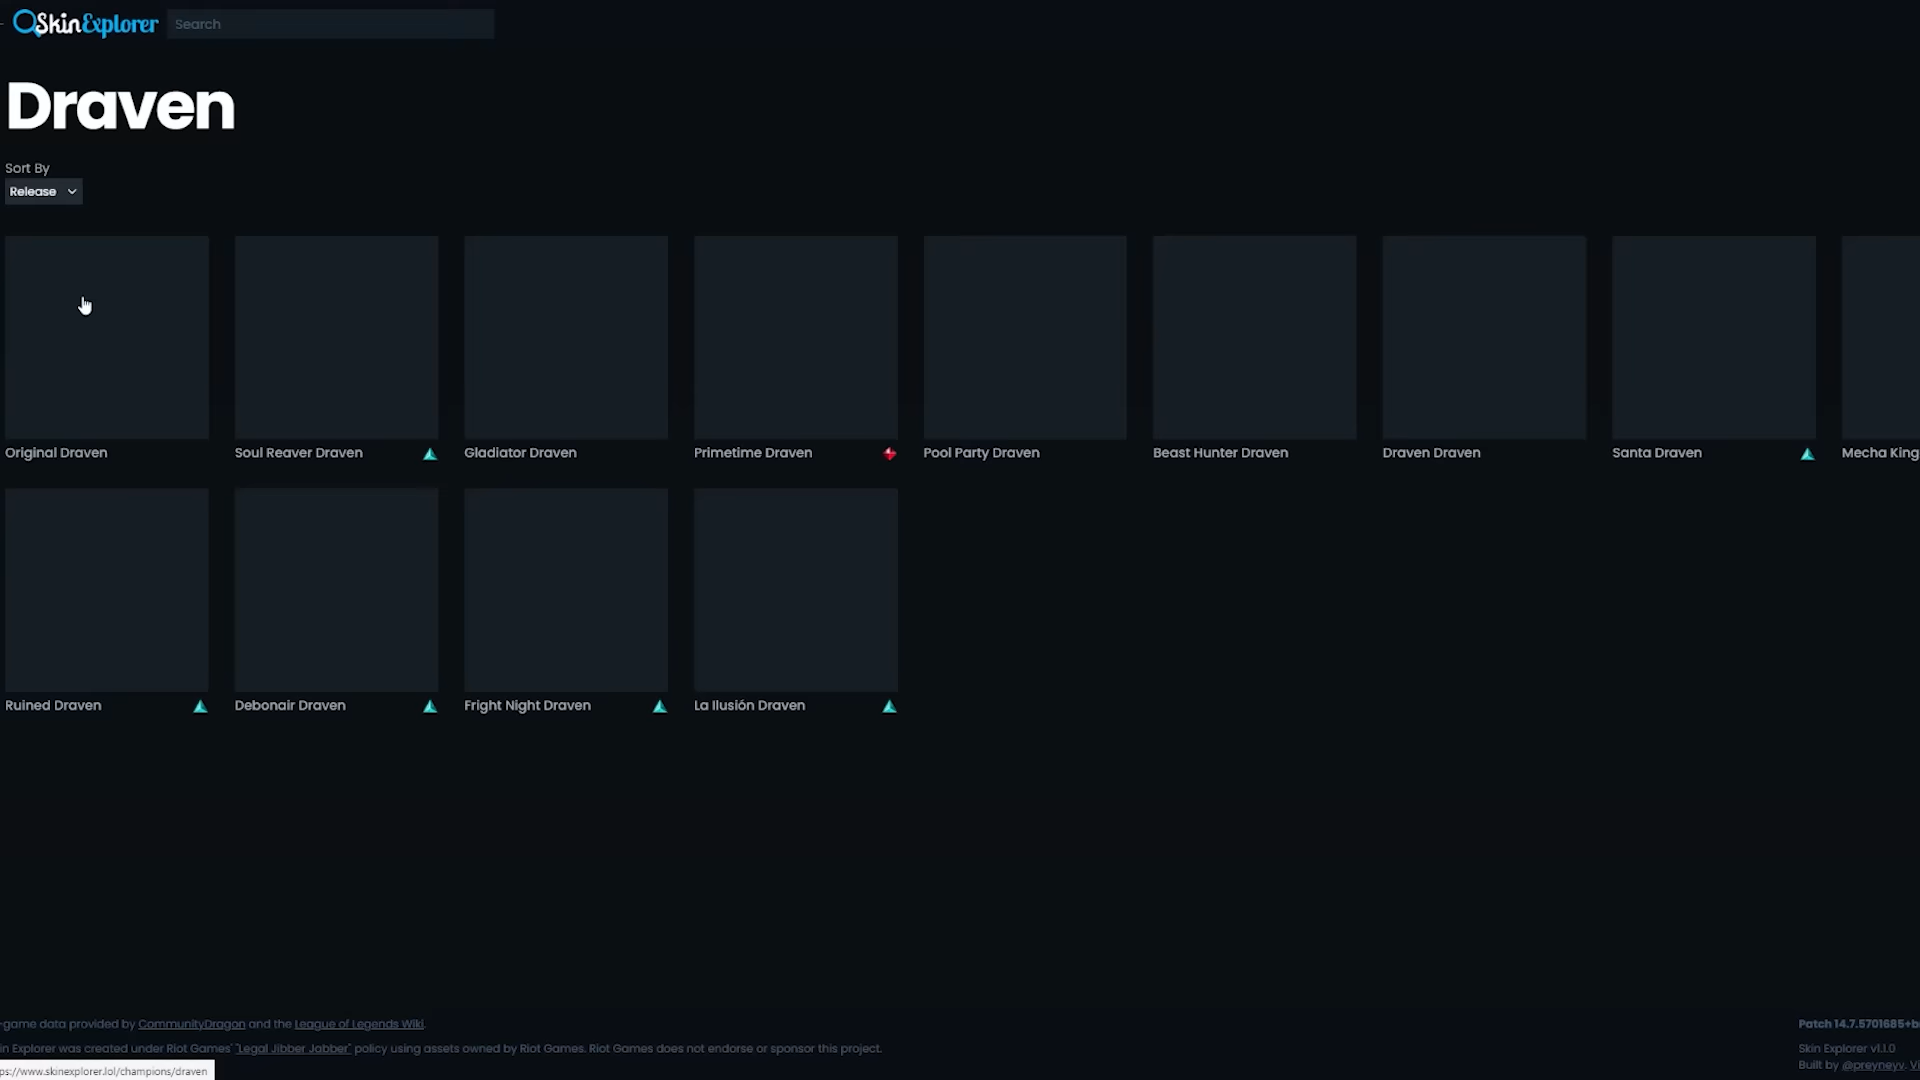 SkinExplorer Search
Draven
Sort By
Release
Original Draven Soul Reaver Draven Gladiator Draven Primetime Draven Pool Party Draven Beast Hunter Draven Draven Draven Santa Draven Mecha King
Ruined Draven Debonair Draven Fright Night Draven La Ilusión Draven
-game data provided by CommunityDragon and the League of Legends Wiki. Patch 14.7.5701685+b
in Explorer was created under Riot Games' "Legal Jibber Jabber" policy using assets owned by Riot Games. Riot Games does not endorse or sponsor this project. Skin Explorer v1.1.0
Built by @preyneyv. Vi
ps://www.skinexplorer.lol/champions/draven